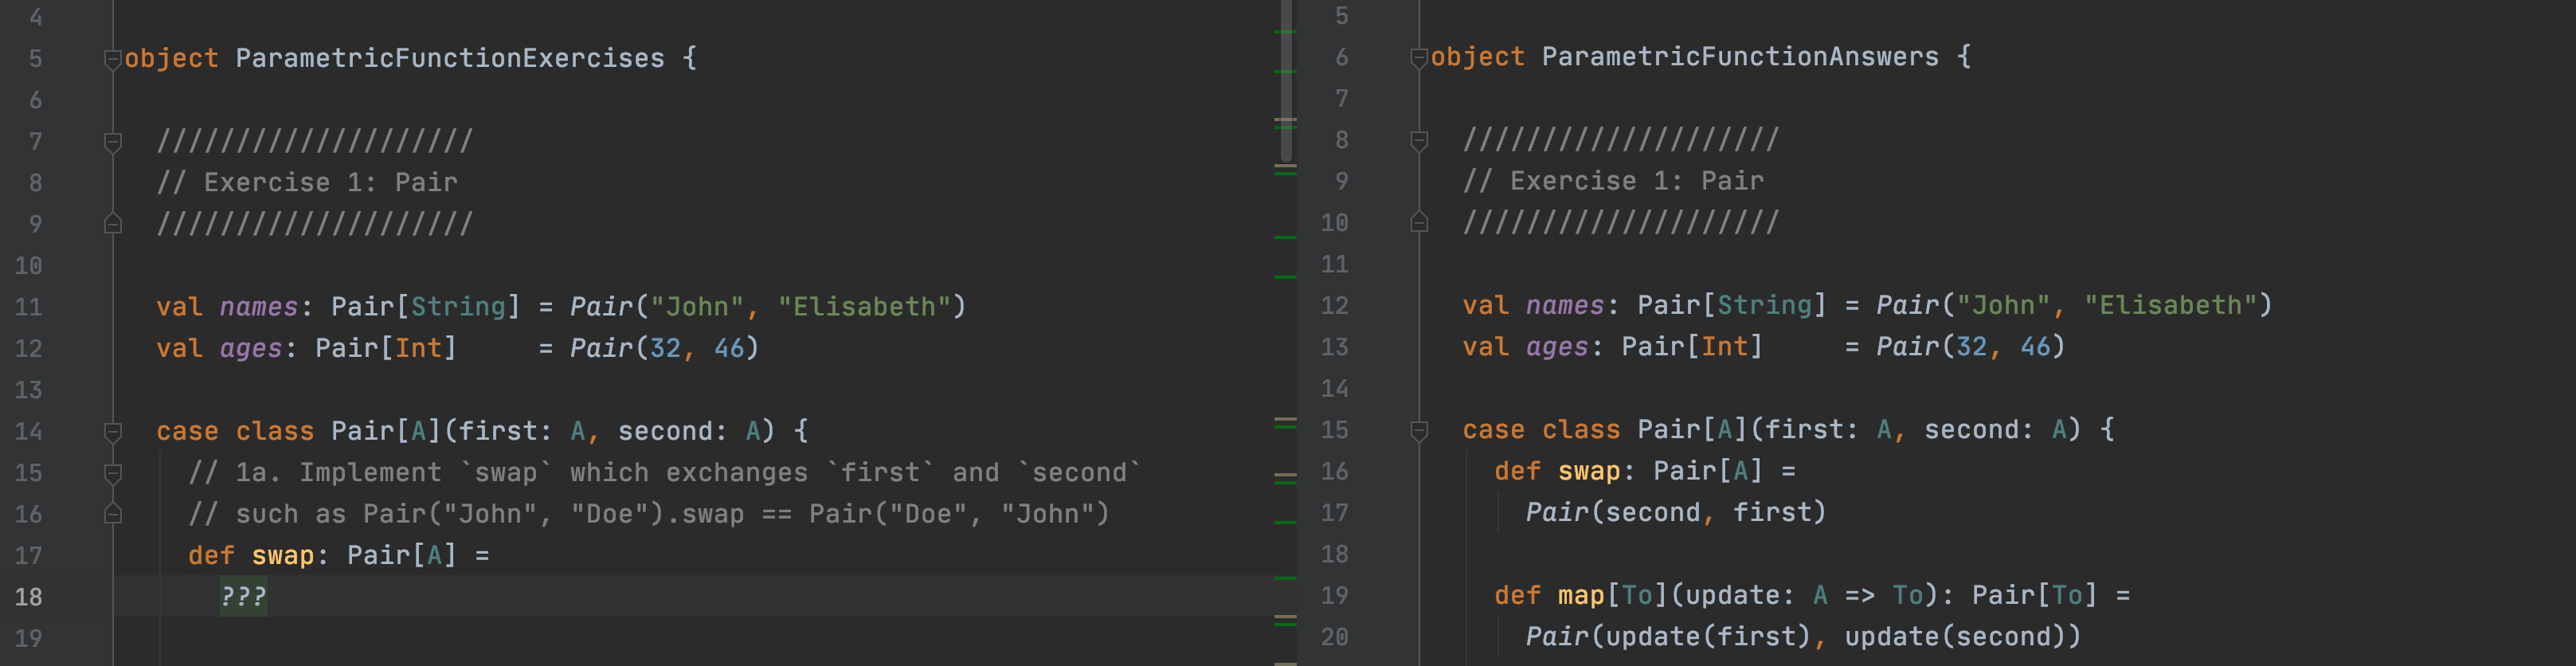 4
5 object ParametricFunctionExercises {
6
7   ////////////////////
8   // Exercise 1: Pair
9   ////////////////////
10
11   val names: Pair[String] = Pair("John", "Elisabeth")
12   val ages: Pair[Int]     = Pair(32, 46)
13
14   case class Pair[A](first: A, second: A) {
15     // 1a. Implement `swap` which exchanges `first` and `second`
16     // such as Pair("John", "Doe").swap == Pair("Doe", "John")
17     def swap: Pair[A] =
18       ???
19
5
6 object ParametricFunctionAnswers {
7
8   ////////////////////
9   // Exercise 1: Pair
10   ////////////////////
11
12   val names: Pair[String] = Pair("John", "Elisabeth")
13   val ages: Pair[Int]     = Pair(32, 46)
14
15   case class Pair[A](first: A, second: A) {
16     def swap: Pair[A] =
17       Pair(second, first)
18
19     def map[To](update: A => To): Pair[To] =
20       Pair(update(first), update(second))